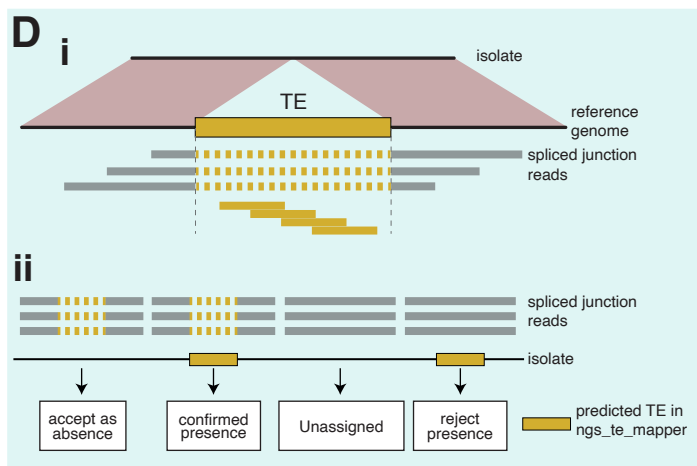 D
i
isolate
TE
reference
genome
spliced junction
reads
ii
spliced junction
reads
isolate
accept as
absence
confirmed
presence
Unassigned
reject
presence
predicted TE in
ngs_te_mapper